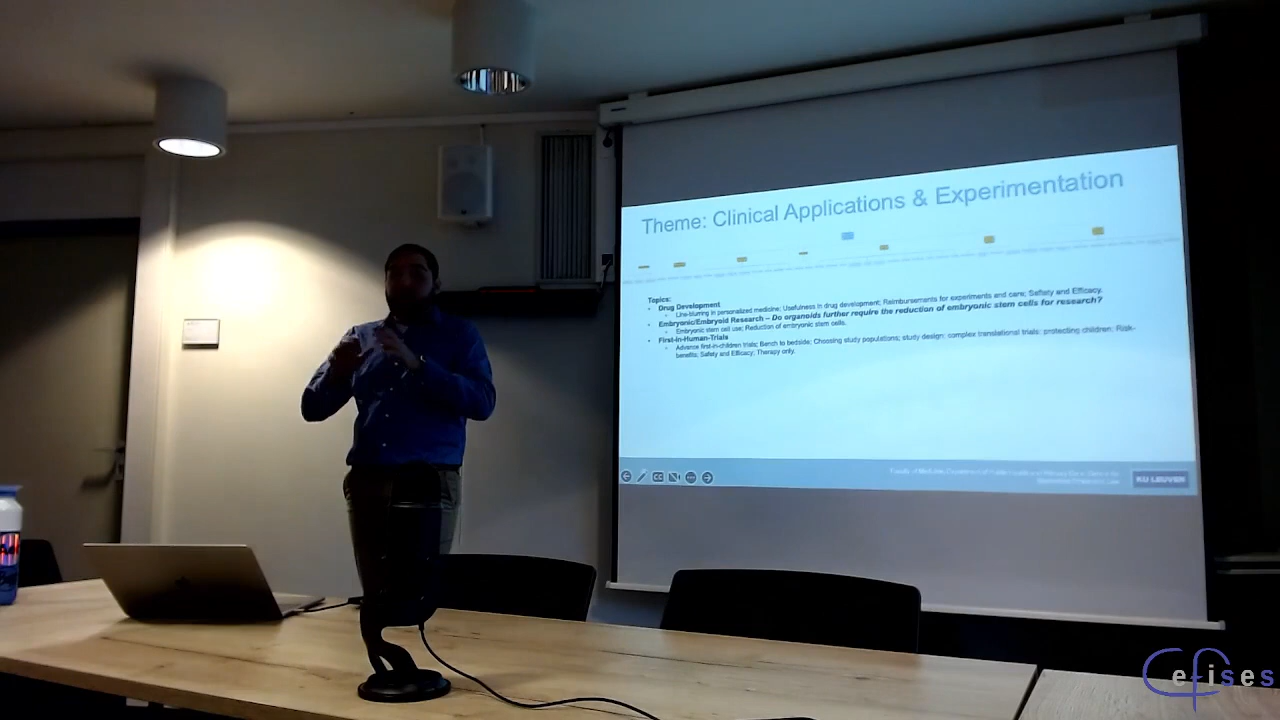 Theme: Clinical Applications & Experimentation
Topics:
• Drug Development
• Line-blurring in personalized medicine; Usefulness in drug development; Reimbursements for experiments and care; Saftety and Efficacy.
• Embryonic/Embryoid Research – Do organoids further require the reduction of embryonic stem cells for research?
• Embryonic stem cell use; Reduction of embryonic stem cells.
• First-in-Human-Trials
• Advance first-in-children trials; Bench to bedside; Choosing study populations; study design; complex translational trials; protecting children; Risk-
benefits; Safety and Efficacy; Therapy only.
CC
KU LEUVEN
Cefises